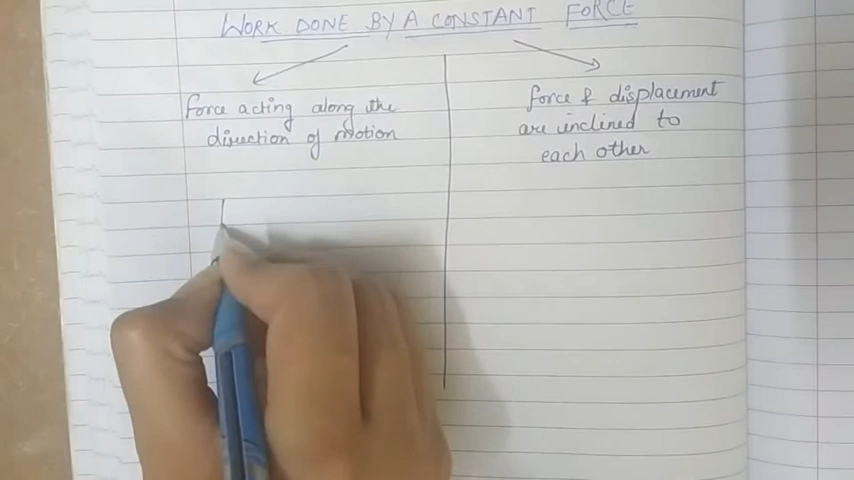 WORK DONE BY A CONSTANT FORCE
Force acting along the
direction of motion
Force & displacement
are inclined to
each other